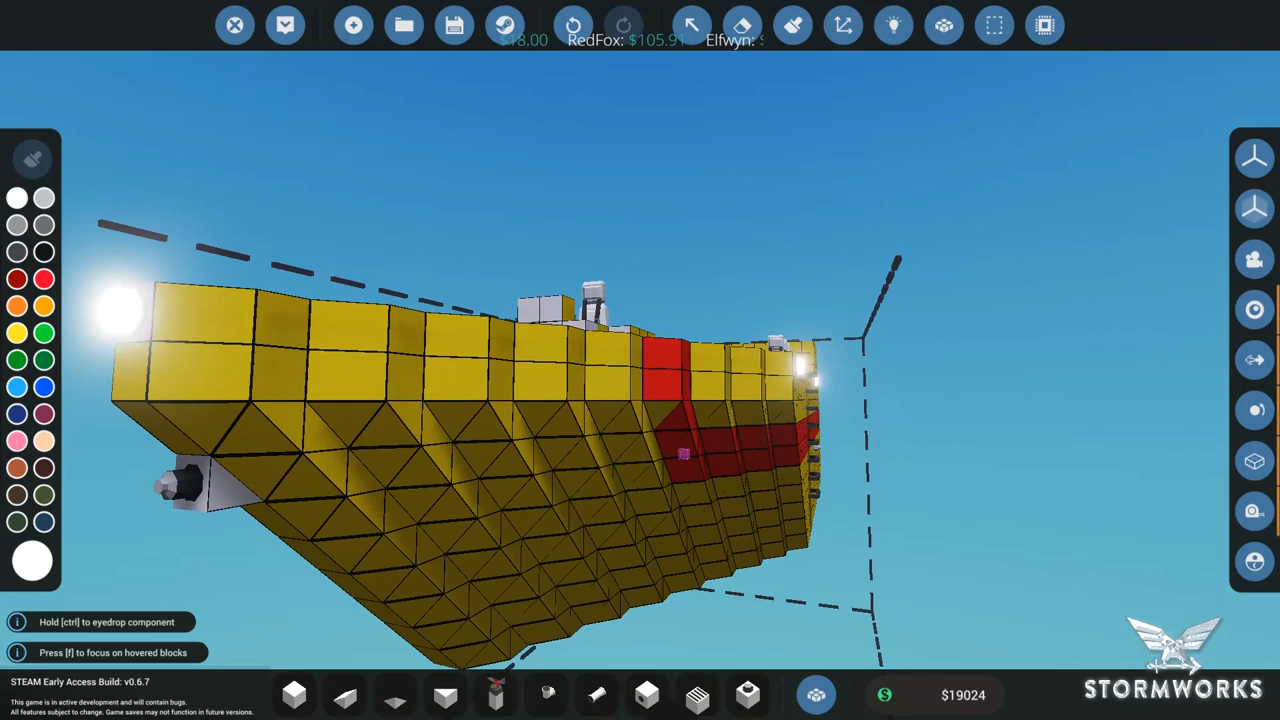 $18.00 RedFox: $105.91 Elfwyn:
Hold [ctrl] to eyedrop component
Press [f] to focus on hovered blocks
STEAM Early Access Build: v0.6.7
This game is in active development and will contain bugs.
All features subject to change. Game saves may not function in future versions.
$ $19024
STORMWORKS